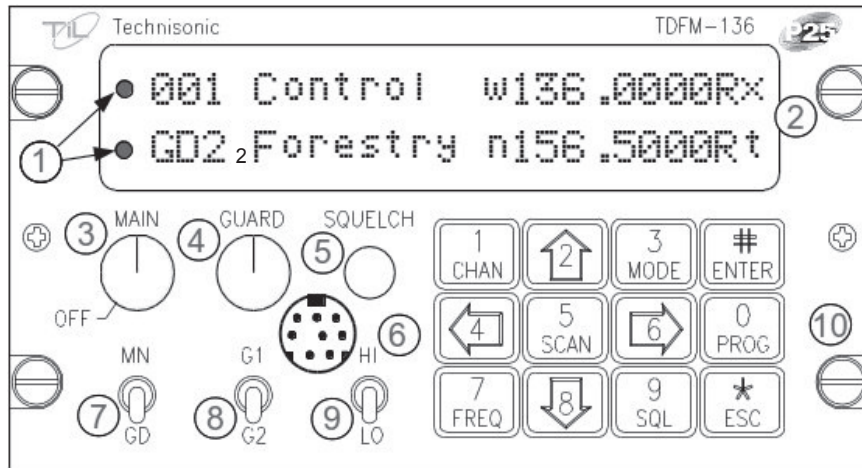 TiL Technisonic TDFM-136 P25
001 Control w136.0000Rx
GD2 2 Forestry n156.5000Rt
1
2
3 MAIN 4 GUARD 5 SQUELCH
OFF
6
1 CHAN 2 3 MODE # ENTER
4 5 SCAN 6 0 PROG
7 FREQ 8 9 SQL * ESC
10
MN G1 HI
7 8 9
GD G2 LO